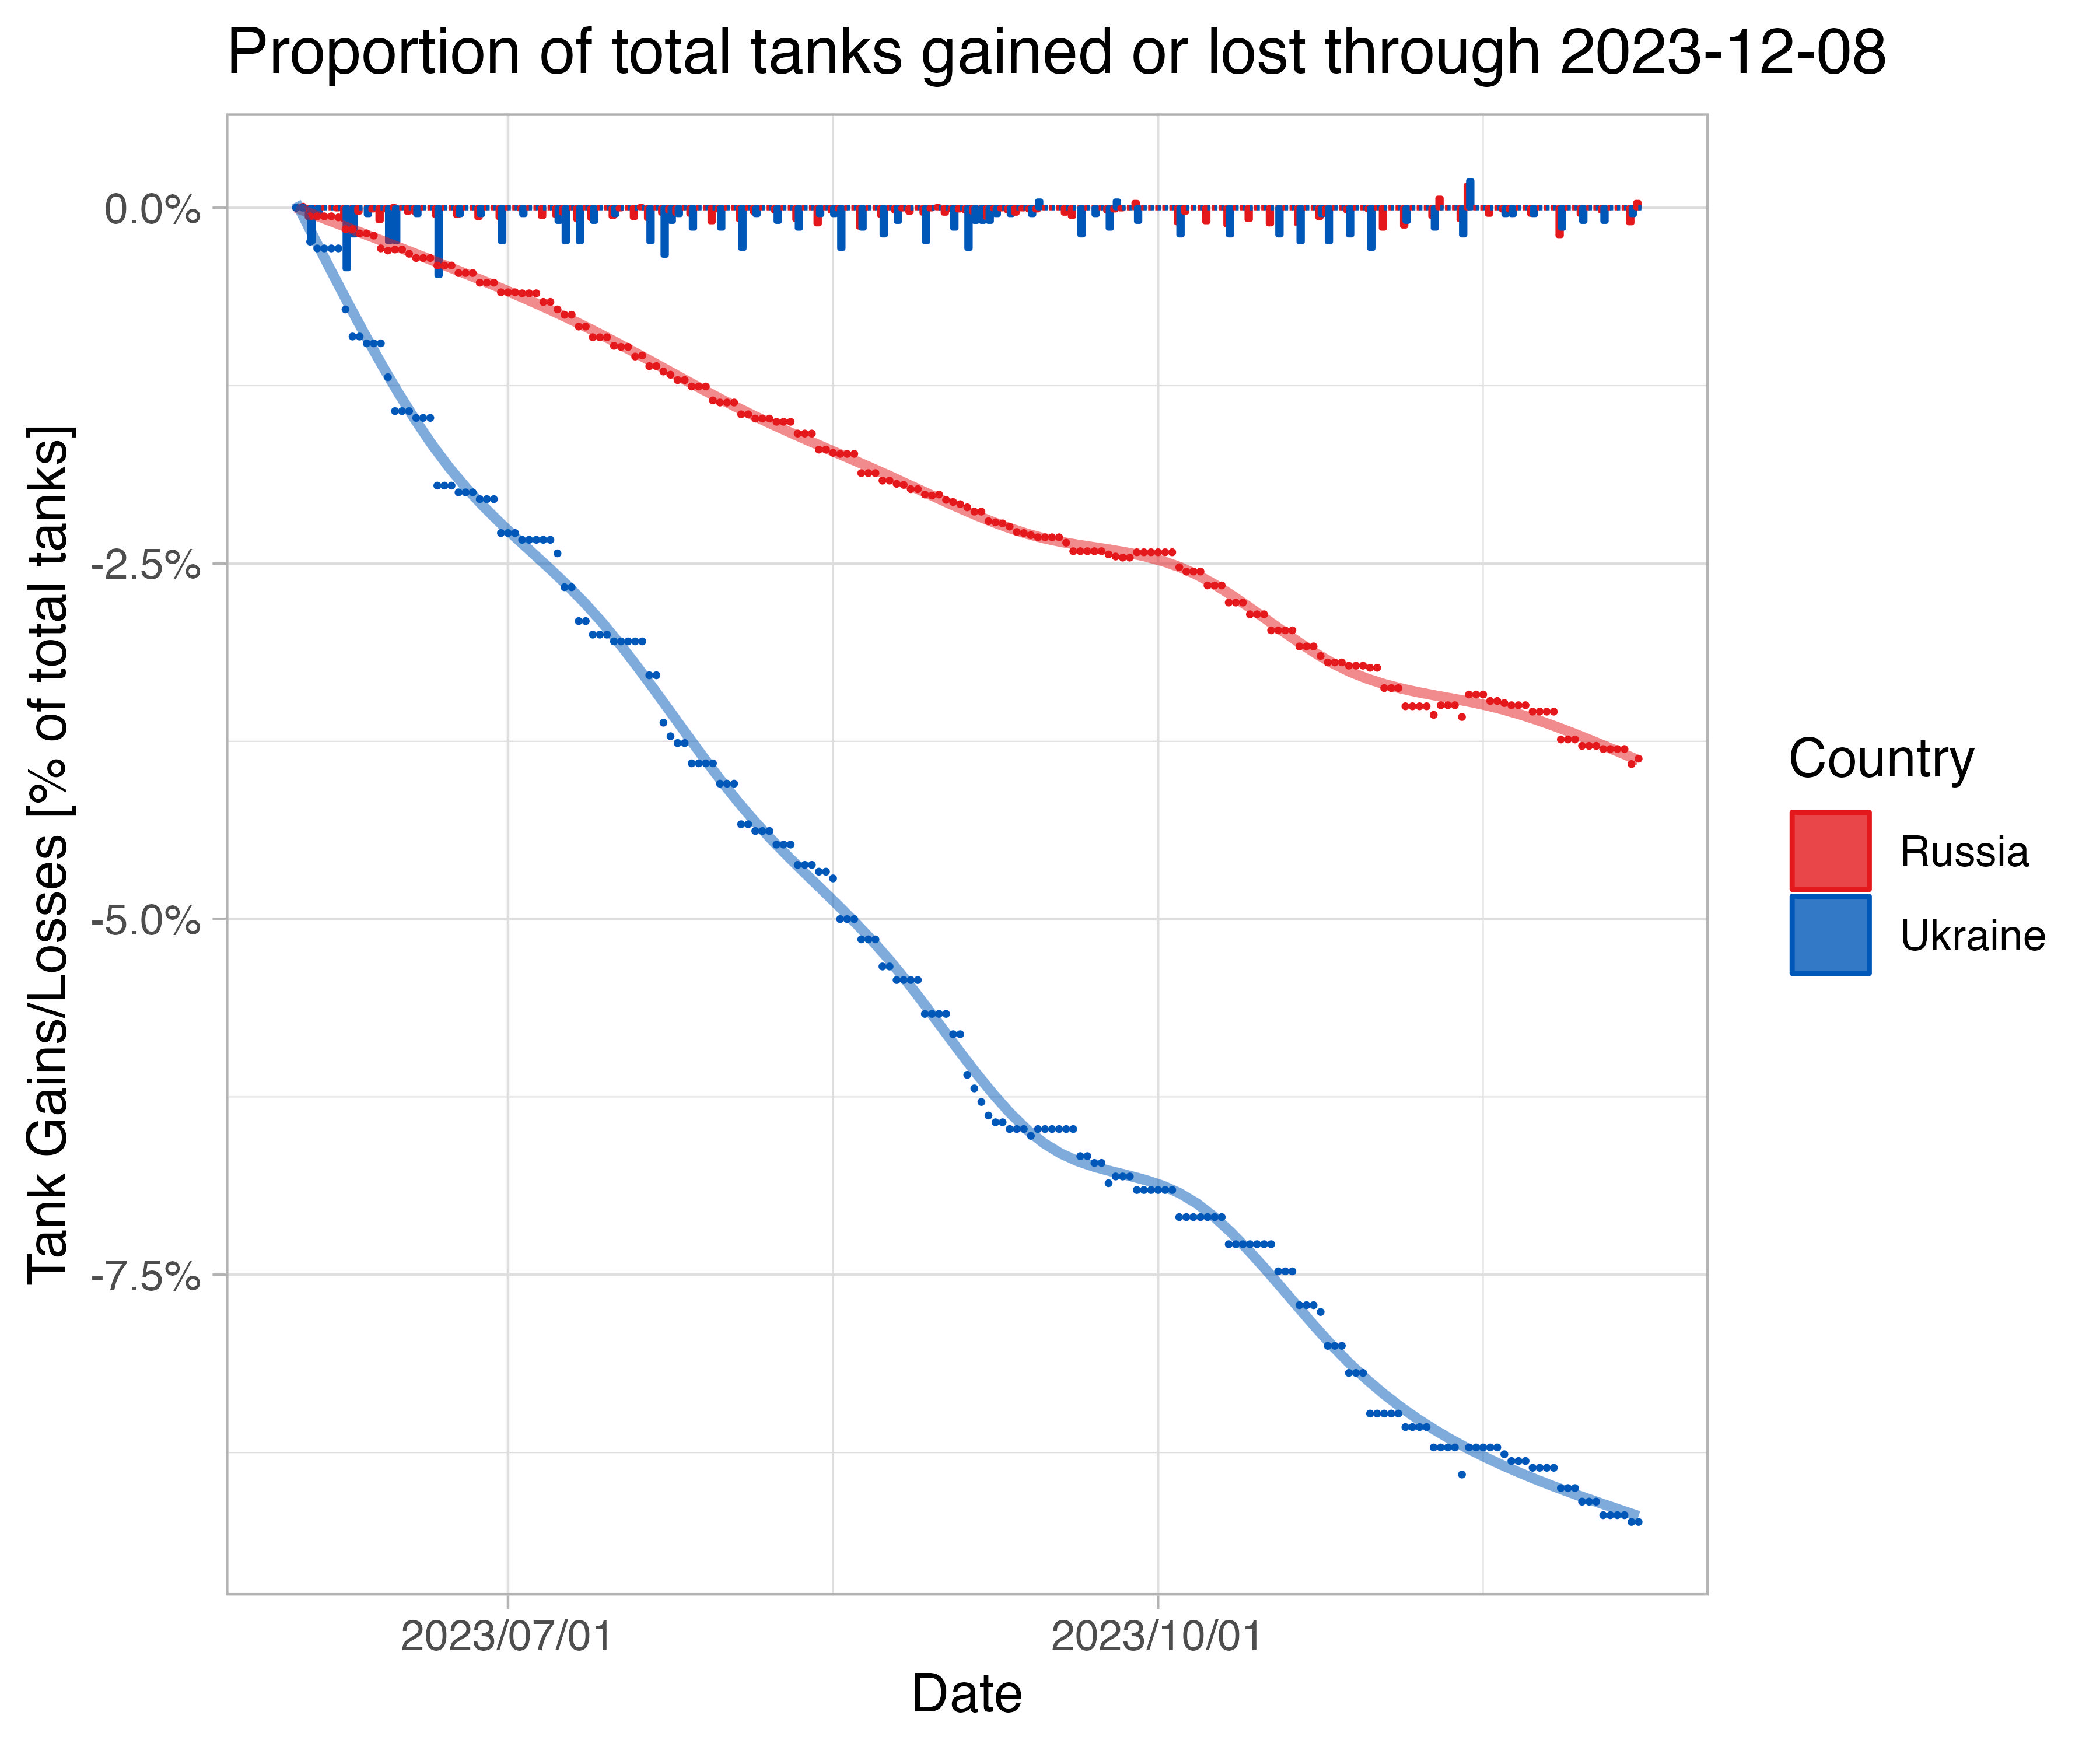 Proportion of total tanks gained or lost through 2023-12-08
Tank Gains/Losses [% of total tanks]
0.0%
-2.5%
-5.0%
-7.5%
2023/07/01
2023/10/01
Date
Country
Russia
Ukraine